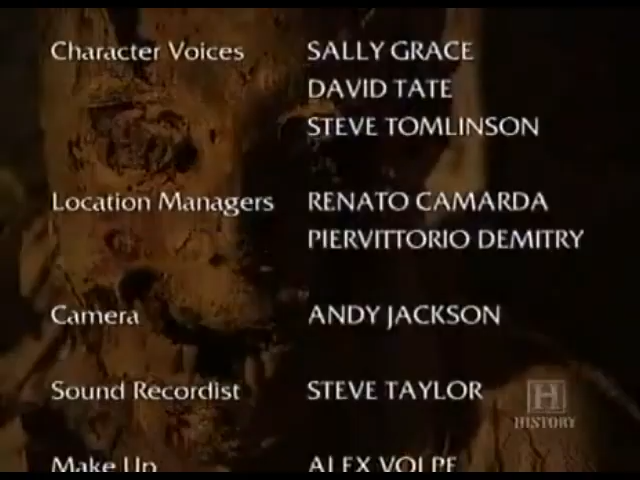 Character Voices SALLY GRACE
DAVID TATE
STEVE TOMLINSON
Location Managers RENATO CAMARDA
PIERVITTORIO DEMITRY
Camera ANDY JACKSON
Sound Recordist STEVE TAYLOR
H
HISTORY
Make Up ALEX VOLPE